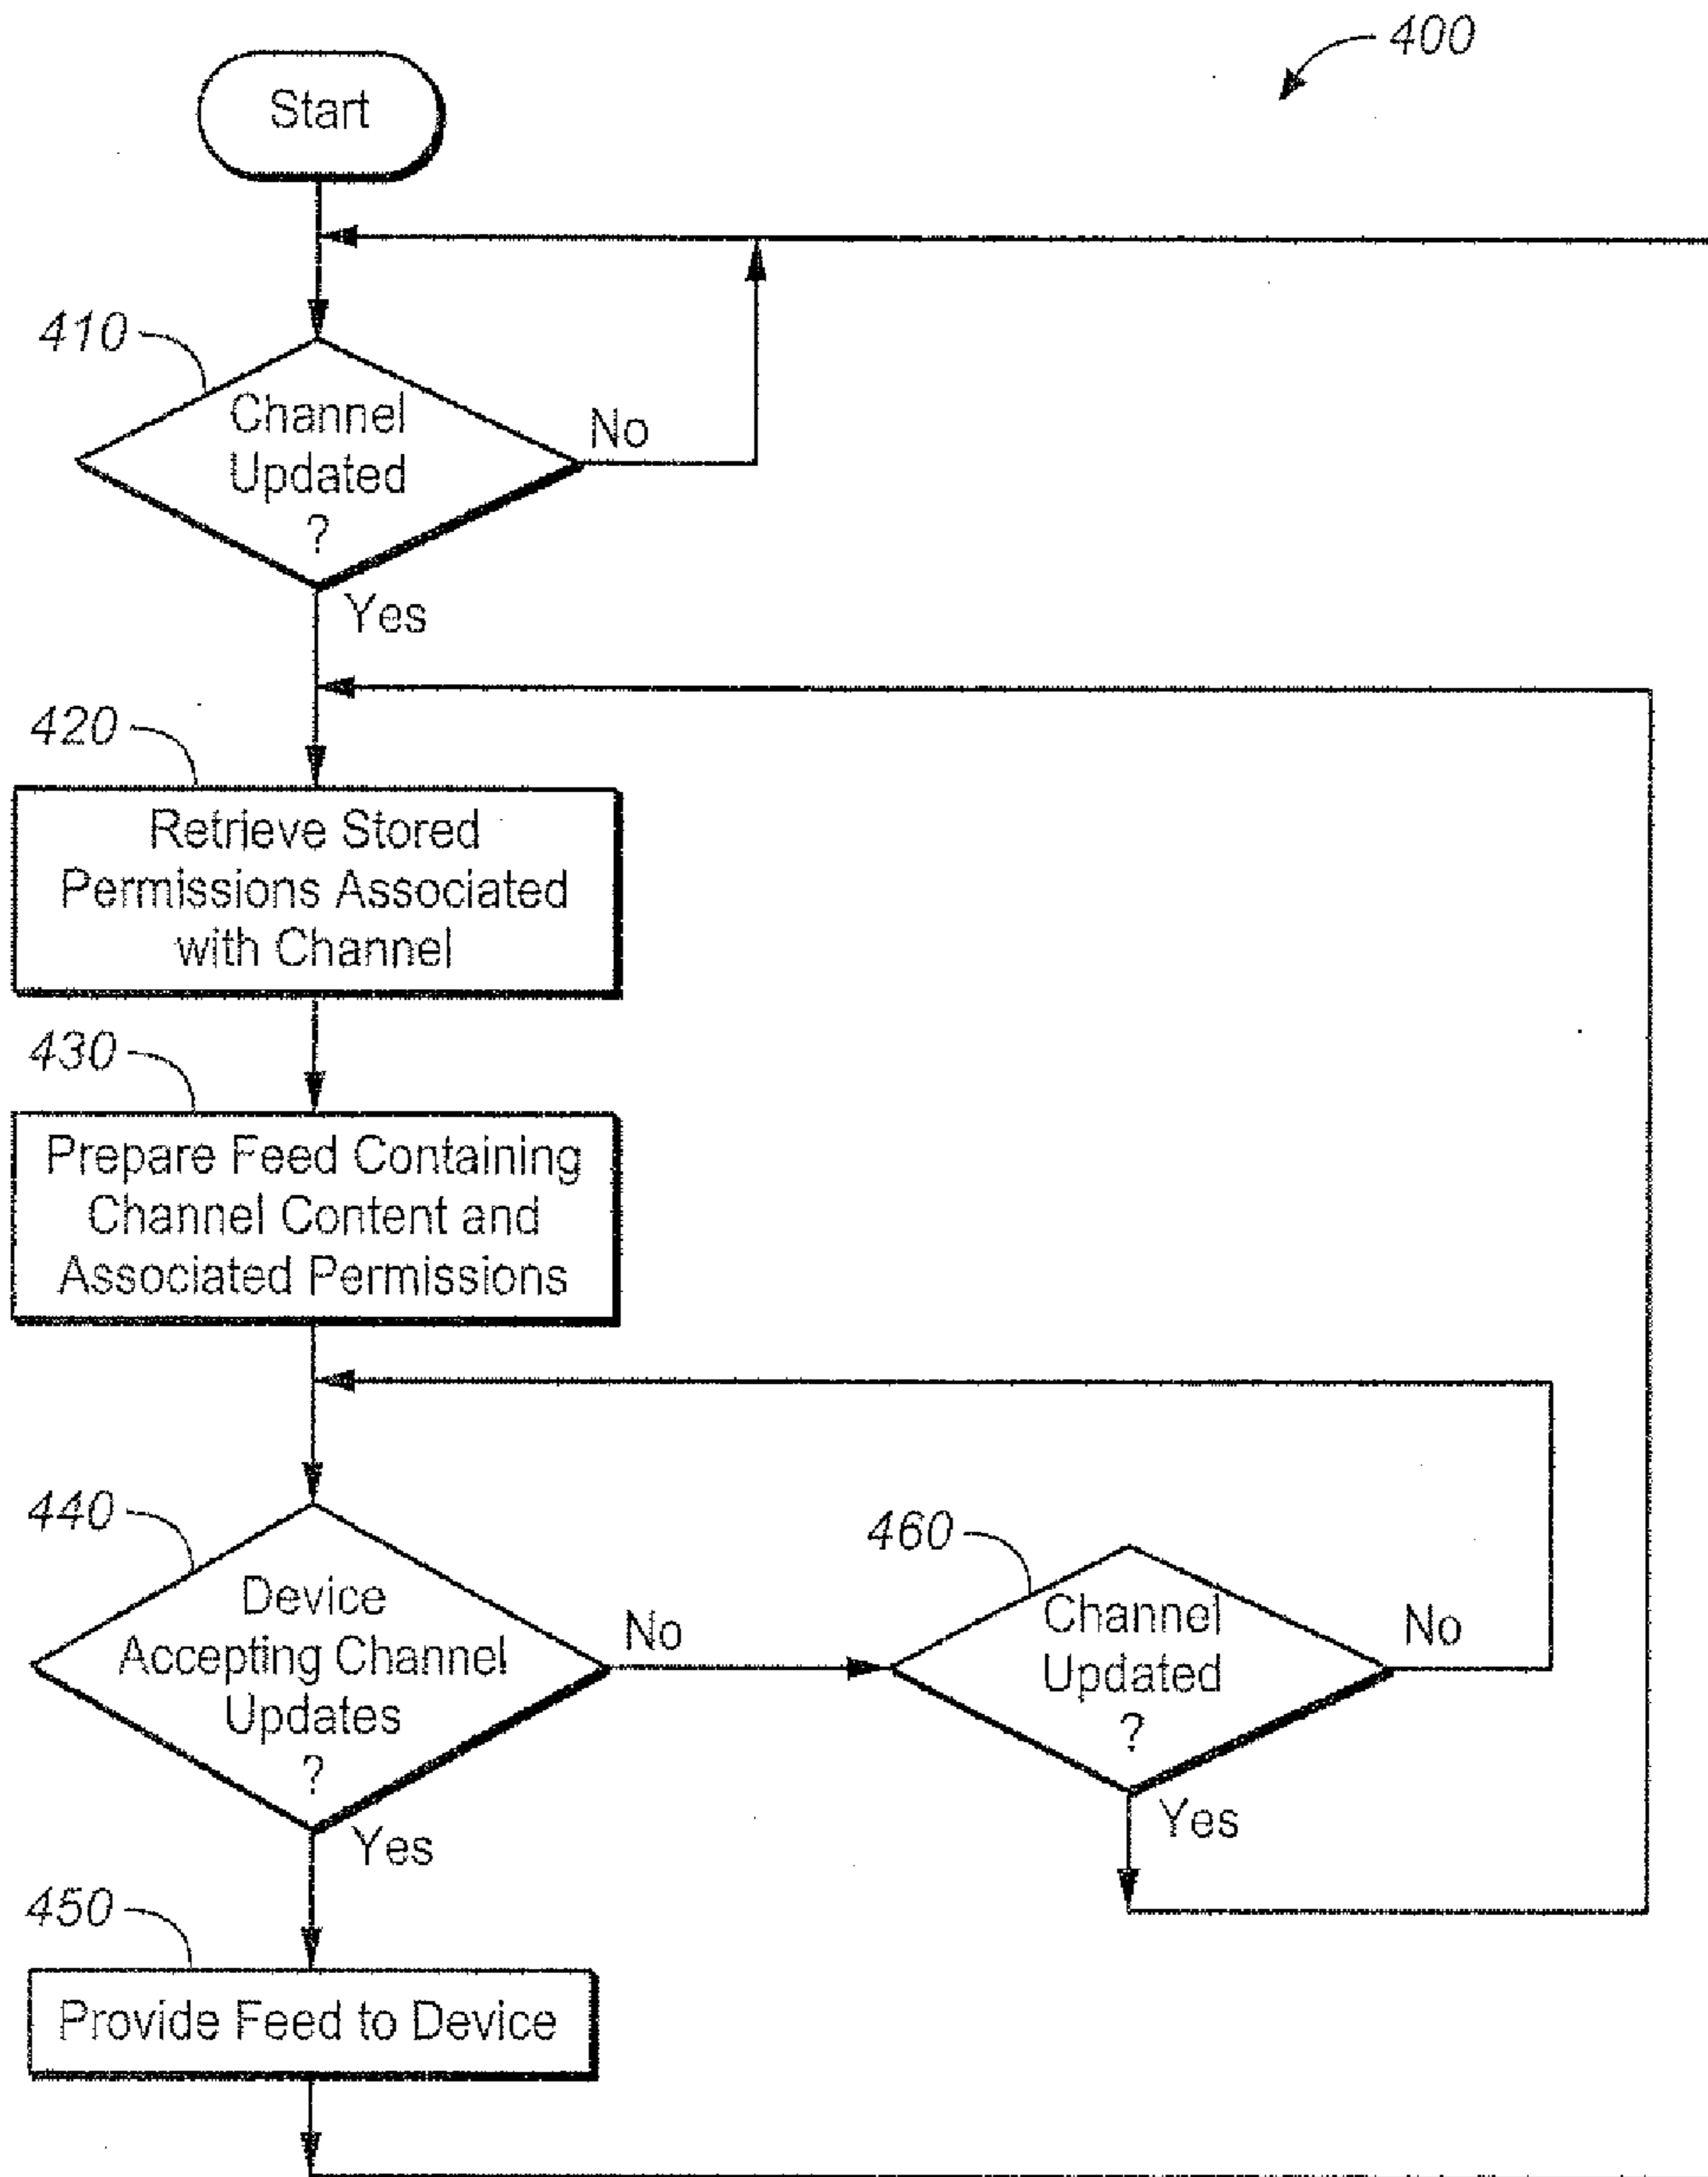 400
Start
410
Channel
Updated
?
No
Yes
420
Retrieve Stored
Permissions Associated
with Channel
430
Prepare Feed Containing
Channel Content and
Associated Permissions
440
Device
Accepting Channel
Updates
?
No
Yes
460
Channel
Updated
?
No
Yes
450
Provide Feed to Device